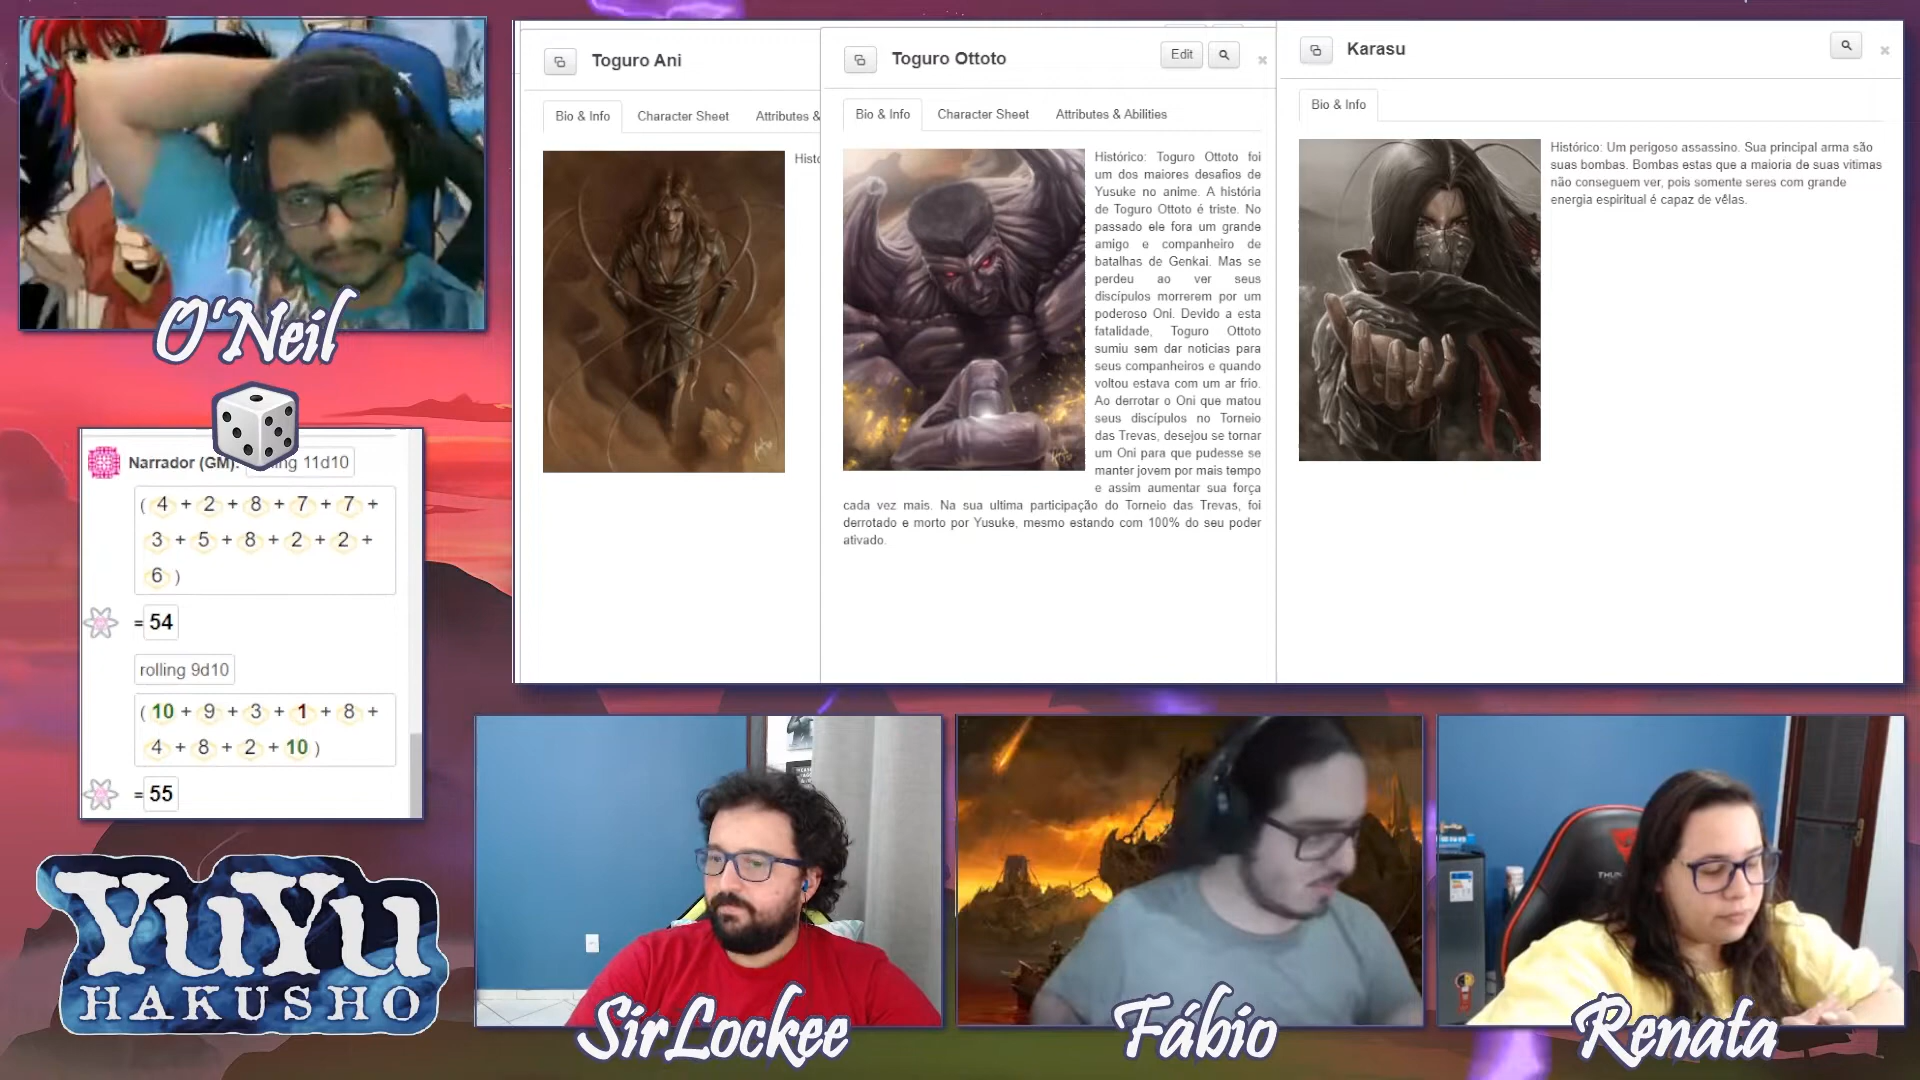 O'Neil
Narrador (GM): ing 11d10
( 4 + 2 + 8 + 7 + 7 +
3 + 5 + 8 + 2 + 2 +
6 )
= 54
rolling 9d10
( 10 + 9 + 3 + 1 + 8 +
4 + 8 + 2 + 10 )
= 55
YuYu
HAKUSHO
Toguro Ani
Bio & Info Character Sheet Attributes &
Histó
Toguro Ottoto
Edit
Bio & Info Character Sheet Attributes & Abilities
Histórico: Toguro Ottoto foi
um dos maiores desafios de
Yusuke no anime. A história
de Toguro Ottoto é triste. No
passado ele fora um grande
amigo e companheiro de
batalhas de Genkai. Mas se
perdeu ao ver seus
discípulos morrerem por um
poderoso Oni. Devido a esta
fatalidade, Toguro Ottoto
sumiu sem dar noticias para
seus companheiros e quando
voltou estava com um ar frio.
Ao derrotar o Oni que matou
seus discípulos no Torneio
das Trevas, desejou se tornar
um Oni para que pudesse se
manter jovem por mais tempo
e assim aumentar sua força
cada vez mais. Na sua ultima participação do Torneio das Trevas, foi
derrotado e morto por Yusuke, mesmo estando com 100% do seu poder
ativado.
Karasu
Bio & Info
Histórico: Um perigoso assassino. Sua principal arma são
suas bombas. Bombas estas que a maioria de suas vitimas
não conseguem ver, pois somente seres com grande
energia espiritual é capaz de vêlas.
SirLockee
Fábio
THUN
Renata